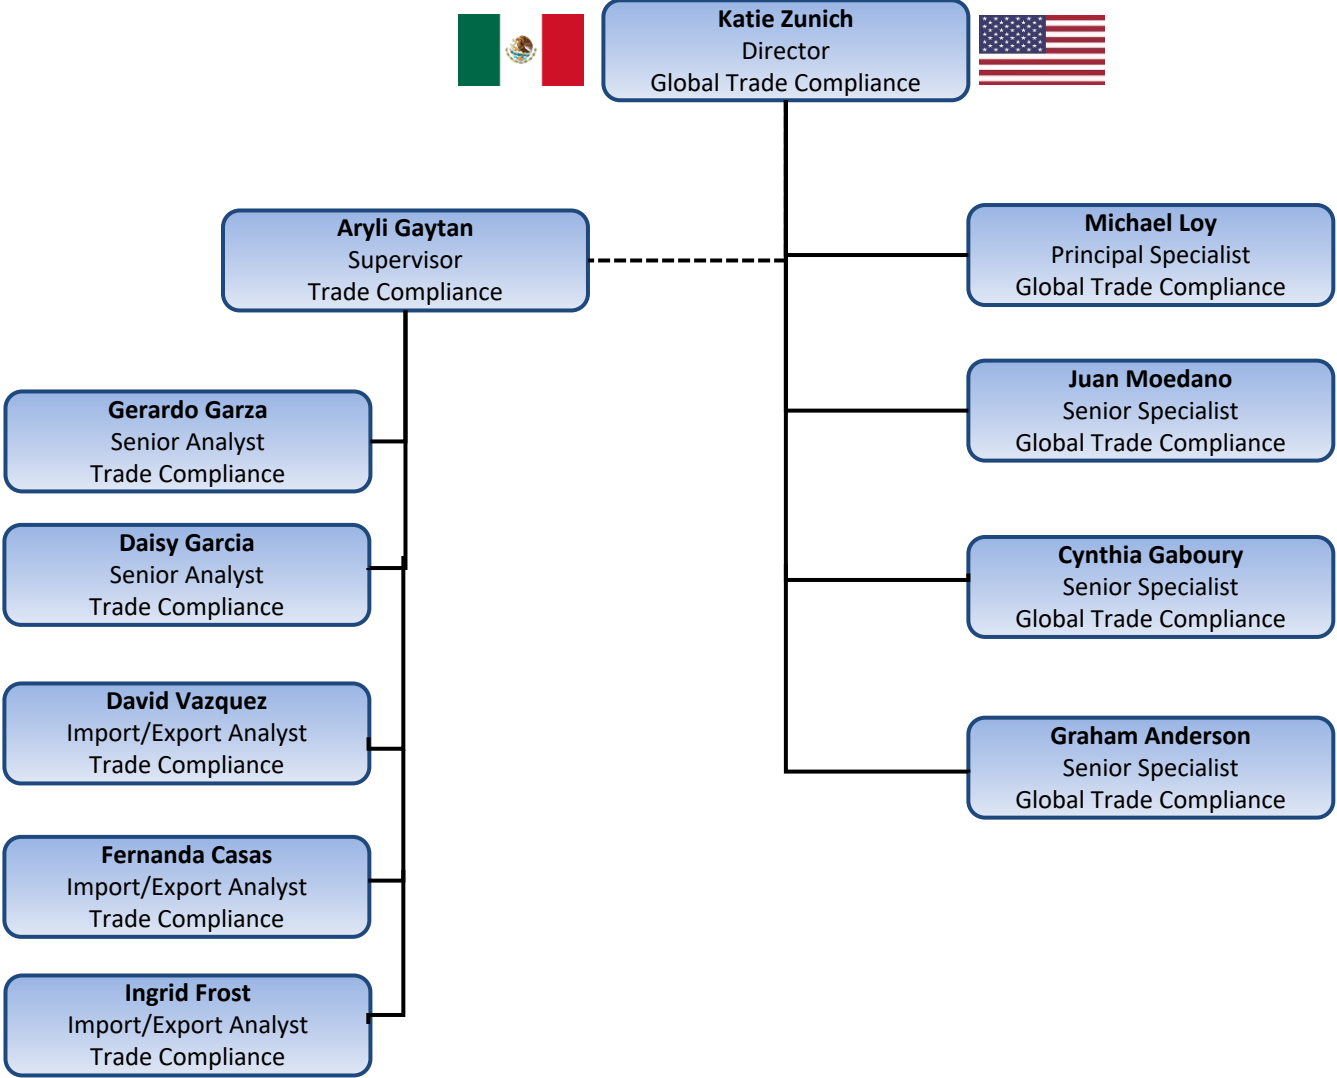 Katie Zunich
Director
Global Trade Compliance
Aryli Gaytan
Supervisor
Trade Compliance
Gerardo Garza
Senior Analyst
Trade Compliance
Daisy Garcia
Senior Analyst
Trade Compliance
David Vazquez
Import/Export Analyst
Trade Compliance
Fernanda Casas
Import/Export Analyst
Trade Compliance
Ingrid Frost
Import/Export Analyst
Trade Compliance
Michael Loy
Principal Specialist
Global Trade Compliance
Juan Moedano
Senior Specialist
Global Trade Compliance
Cynthia Gaboury
Senior Specialist
Global Trade Compliance
Graham Anderson
Senior Specialist
Global Trade Compliance